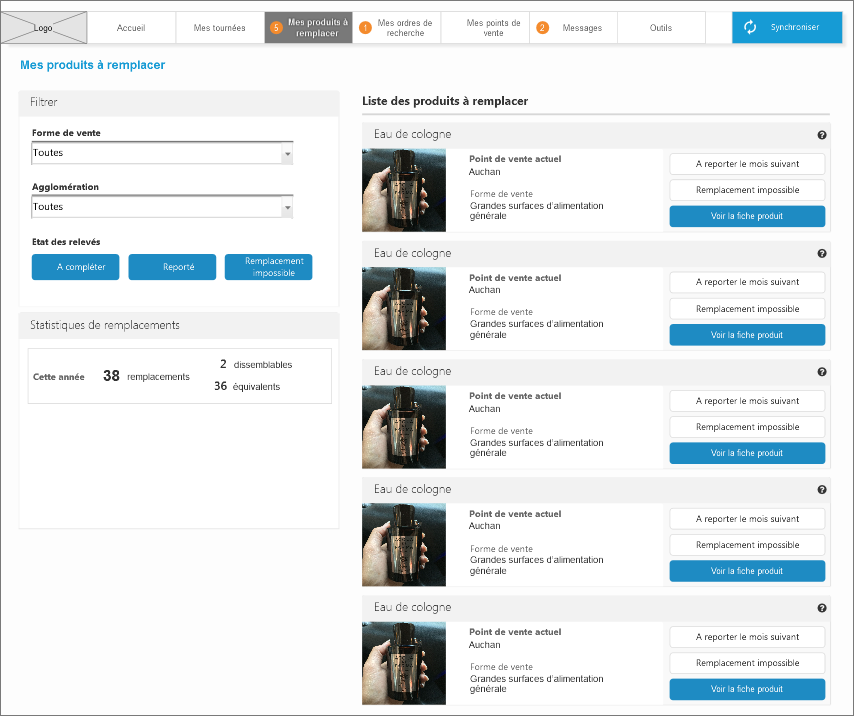 Logo
Accueil
Mes tournées
5
Mes produits à
remplacer
1
Mes ordres de
recherche
Mes points de
vente
2
Messages
Outils
Synchroniser
Mes produits à remplacer
Filtrer
Forme de vente
Toutes
Agglomération
Toutes
Etat des relevés
A compléter
Reporté
Remplacement
impossible
Statistiques de remplacements
Cette année
38 remplacements
2 dissemblables
36 équivalents
Liste des produits à remplacer
Eau de cologne
?
Point de vente actuel
Auchan
Forme de vente
Grandes surfaces d'alimentation
générale
A reporter le mois suivant
Remplacement impossible
Voir la fiche produit
Eau de cologne
?
Point de vente actuel
Auchan
Forme de vente
Grandes surfaces d'alimentation
générale
A reporter le mois suivant
Remplacement impossible
Voir la fiche produit
Eau de cologne
?
Point de vente actuel
Auchan
Forme de vente
Grandes surfaces d'alimentation
générale
A reporter le mois suivant
Remplacement impossible
Voir la fiche produit
Eau de cologne
?
Point de vente actuel
Auchan
Forme de vente
Grandes surfaces d'alimentation
générale
A reporter le mois suivant
Remplacement impossible
Voir la fiche produit
Eau de cologne
?
Point de vente actuel
Auchan
Forme de vente
Grandes surfaces d'alimentation
générale
A reporter le mois suivant
Remplacement impossible
Voir la fiche produit